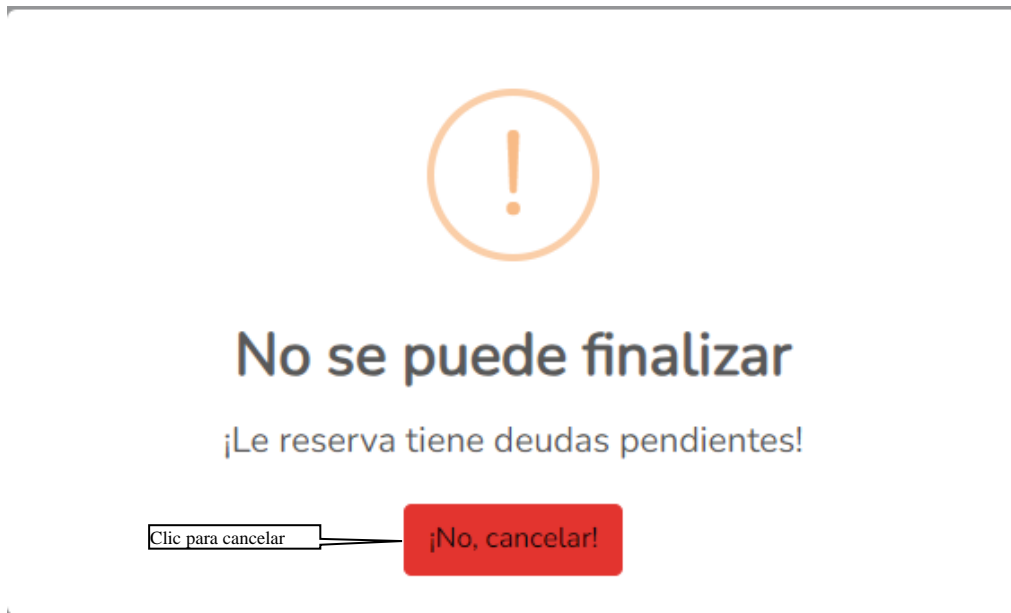 !
No se puede finalizar
¡Le reserva tiene deudas pendientes!
Clic para cancelar
¡No, cancelar!